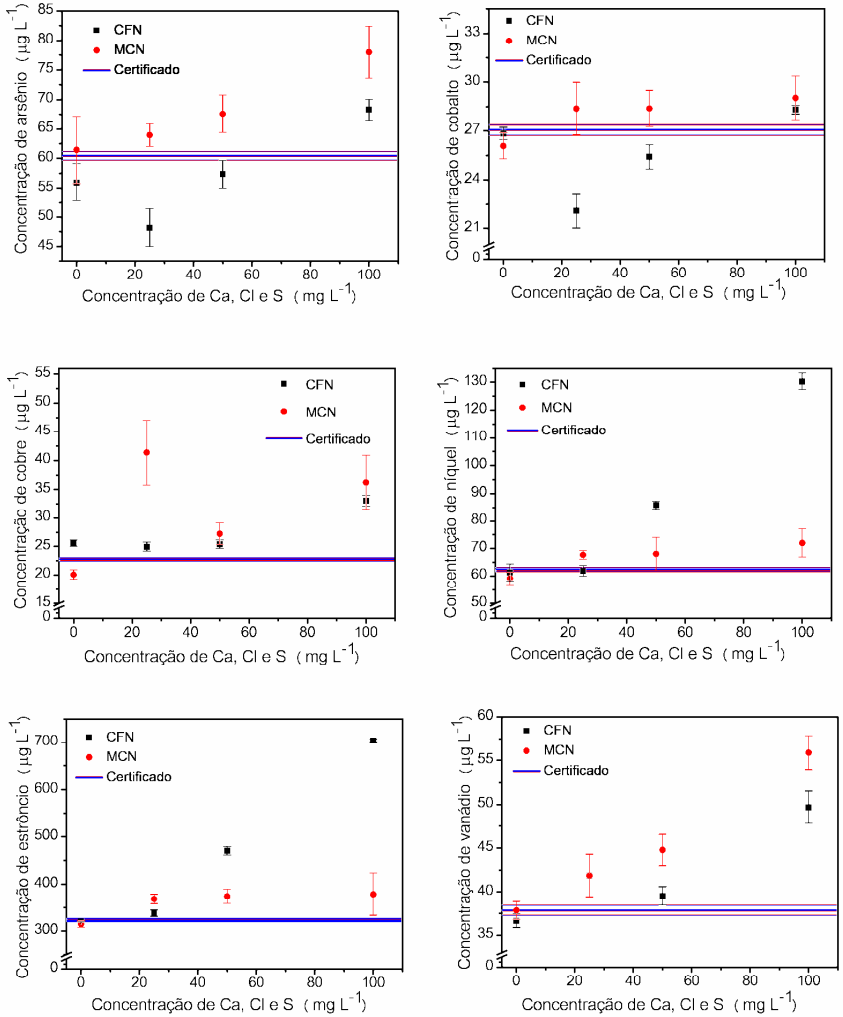 85
80
75
70
65
60
55
50
45
Concentração de arsênio (µg L⁻¹)
CFN
MCN
Certificado
0 20 40 60 80 100
Concentração de Ca, Cl e S (mg L⁻¹)
34
30
27
24
21
0
Concentração de cobalto (µg L⁻¹)
CFN
MCN
Certificado
0 20 40 60 80 100
Concentração de Ca, Cl e S (mg L⁻¹)
55
50
45
40
35
30
25
20
15
0
Concentraçãc de cobre (µg L⁻¹)
CFN
MCN
Certificado
0 20 40 60 80 100
Concentração de Ca, Cl e S (mg L⁻¹)
130
120
110
100
90
80
70
60
50
0
Concentração de níquel (µg L⁻¹)
CFN
MCN
Certificado
0 20 40 60 80 100
Concentração de Ca, Cl e S (mg L⁻¹)
700
600
500
400
300
0
Concentração de estrôncio (µg L⁻¹)
CFN
MCN
Certificado
0 20 40 60 80 100
Concentração de Ca, Cl e S (mg L⁻¹)
60
55
50
45
40
35
0
Concentração de vanádio (µg L⁻¹)
CFN
MCN
Certificado
0 20 40 60 80 100
Concentração de Ca, Cl e S (mg L⁻¹)